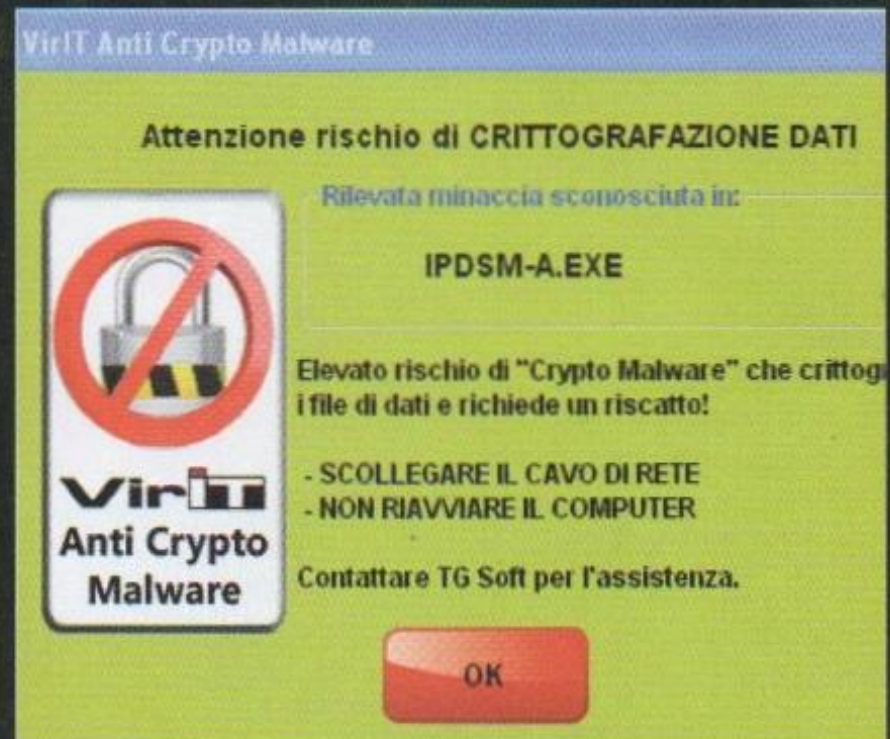 VirIT Anti Crypto Malware
Attenzione rischio di CRITTOGRAFAZIONE DATI
Rilevata minaccia sconosciuta in:
IPDSM-A.EXE
Elevato rischio di "Crypto Malware" che crittog
i file di dati e richiede un riscatto!
- SCOLLEGARE IL CAVO DI RETE
- NON RIAVVIARE IL COMPUTER
Contattare TG Soft per l'assistenza.
VirIT
Anti Crypto
Malware
OK